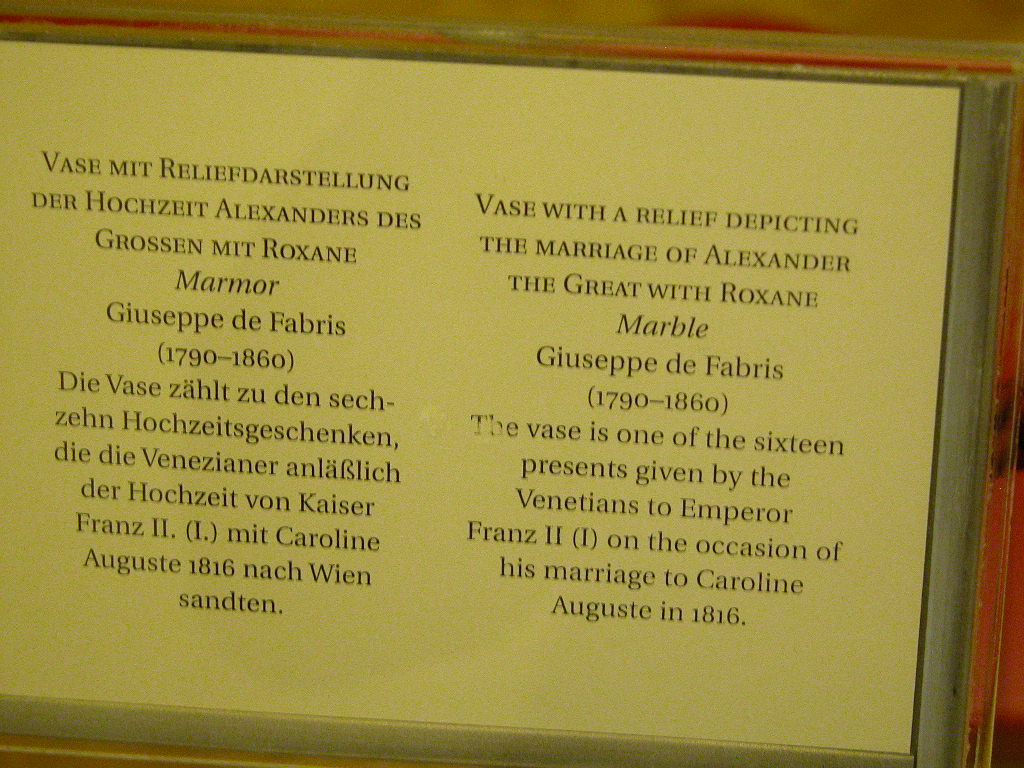 Vase mit Reliefdarstellung
der Hochzeit Alexanders des
Grossen mit Roxane
Marmor
Giuseppe de Fabris
(1790–1860)
Die Vase zählt zu den sech-
zehn Hochzeitsgeschenken,
die die Venezianer anläßlich
der Hochzeit von Kaiser
Franz II. (I.) mit Caroline
Auguste 1816 nach Wien
sandten.
Vase with a relief depicting
the marriage of Alexander
the Great with Roxane
Marble
Giuseppe de Fabris
(1790–1860)
The vase is one of the sixteen
presents given by the
Venetians to Emperor
Franz II (I) on the occasion of
his marriage to Caroline
Auguste in 1816.